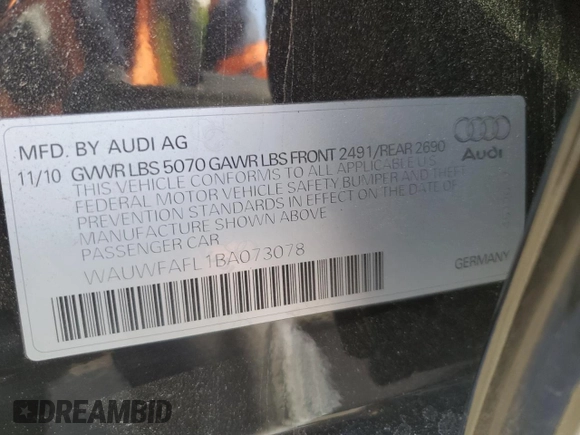 MFD. BY AUDI AG
11/10 GVWR LBS 5070 GAWR LBS FRONT 2491/REAR 2690
THIS VEHICLE CONFORMS TO ALL APPLICABLE U.S.
FEDERAL MOTOR VEHICLE SAFETY BUMPER AND THEFT
PREVENTION STANDARDS IN EFFECT ON THE DATE OF
MANUFACTURE SHOWN ABOVE
PASSENGER CAR
WAUWFAFL1BA073078
Audi
GERMANY
DREAMBID